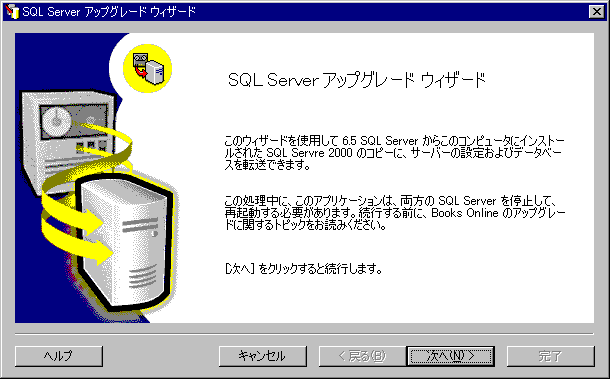 SQL Server アップグレード ウィザード
SQL Server アップグレード ウィザード
このウィザードを使用して 6.5 SQL Server からこのコンピュータにインストー
ルされた SQL Servre 2000 のコピーに、サーバーの設定およびデータベー
スを転送できます。
この処理中に、このアプリケーションは、両方の SQL Server を停止して、
再起動する必要があります。続行する前に、Books Online のアップグレー
ドに関するトピックをお読みください。
[次へ] をクリックすると続行します。
ヘルプ
キャンセル
< 戻る(B)
次へ(N) >
完了